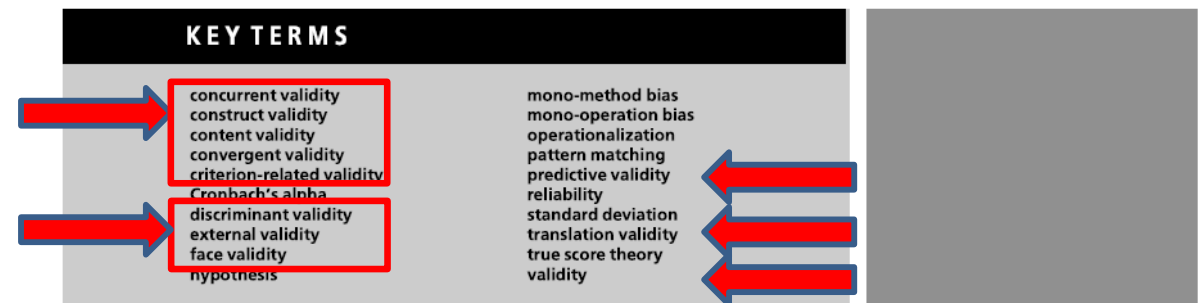 KEY TERMS
concurrent validity
construct validity
content validity
convergent validity
criterion-related validity
Cronbach's alpha
discriminant validity
external validity
face validity
hypothesis
mono-method bias
mono-operation bias
operationalization
pattern matching
predictive validity
reliability
standard deviation
translation validity
true score theory
validity